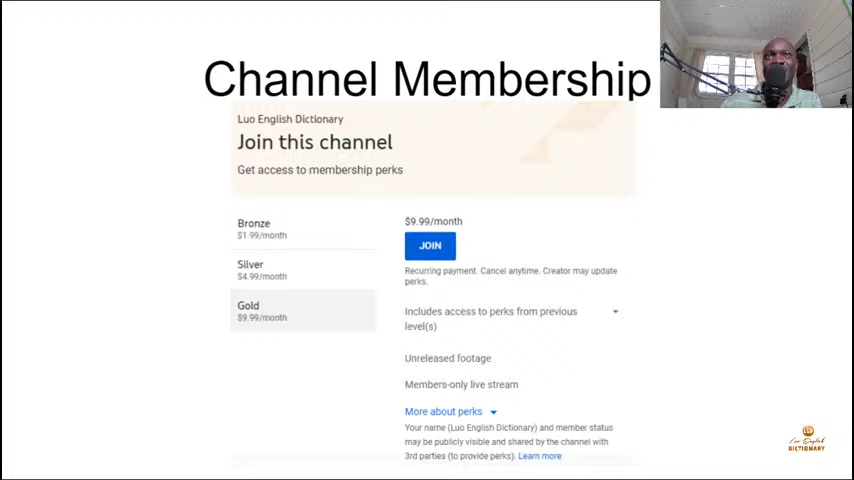 Channel Membership
Luo English Dictionary
Join this channel
Get access to membership perks
Bronze
$1.99/month
Silver
$4.99/month
Gold
$9.99/month
$9.99/month
JOIN
Recurring payment. Cancel anytime. Creator may update
perks.
Includes access to perks from previous
level(s)
Unreleased footage
Members-only live stream
More about perks
Your name (Luo English Dictionary) and member status
may be publicly visible and shared by the channel with
3rd parties (to provide perks). Learn more
Luo English
DICTIONARY